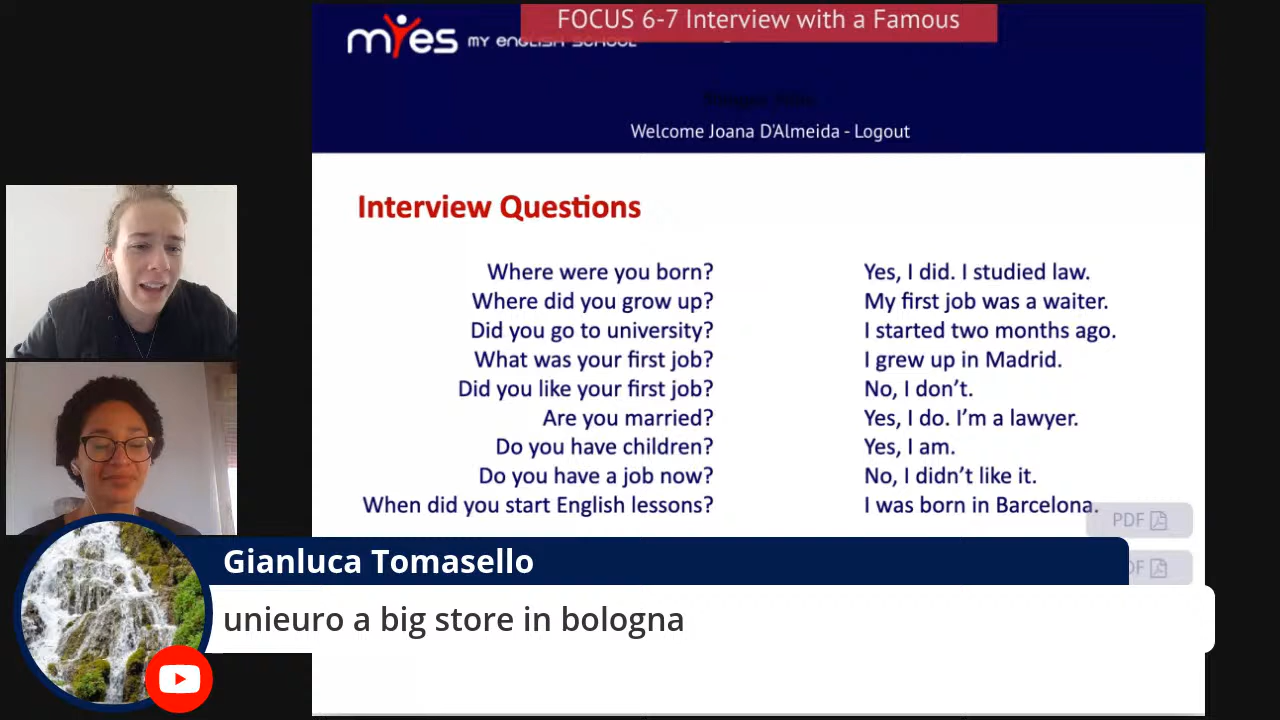 FOCUS 6-7 Interview with a Famous
myes MY ENGLISH SCHOOL
Welcome Joana D'Almeida - Logout
Interview Questions
Where were you born? Yes, I did. I studied law.
Where did you grow up? My first job was a waiter.
Did you go to university? I started two months ago.
What was your first job? I grew up in Madrid.
Did you like your first job? No, I don't.
Are you married? Yes, I do. I'm a lawyer.
Do you have children? Yes, I am.
Do you have a job now? No, I didn't like it.
When did you start English lessons? I was born in Barcelona.
PDF
Gianluca Tomasello
unieuro a big store in bologna